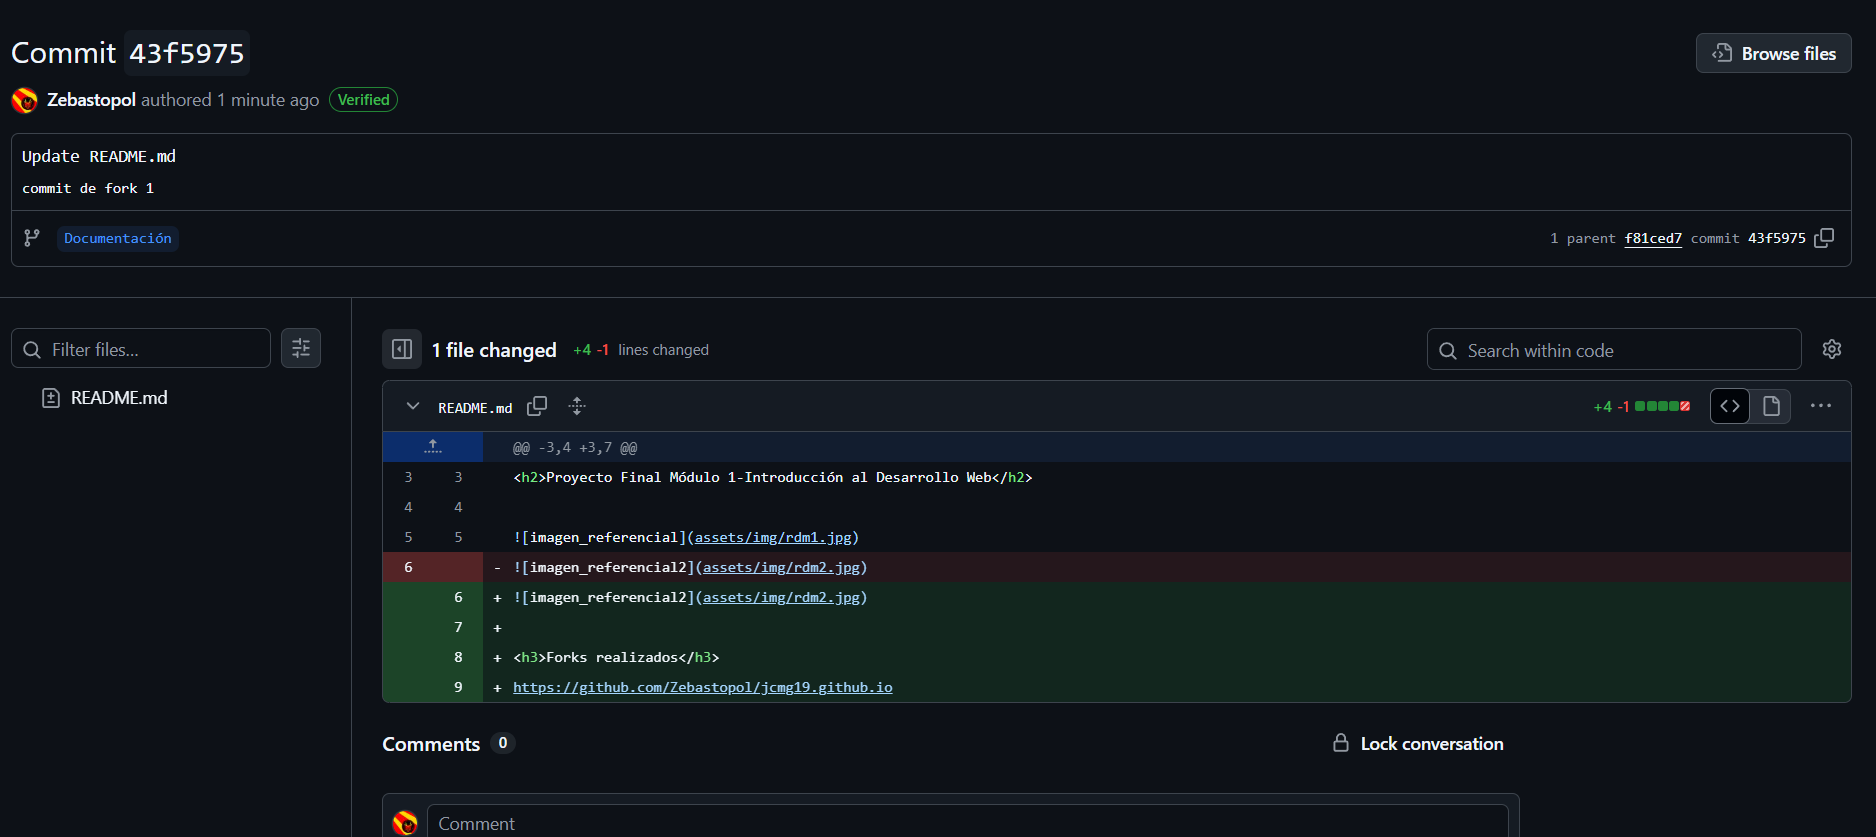 Commit 43f5975
Browse files
Zebastopol authored 1 minute ago Verified
Update README.md
commit de fork 1
Documentación
1 parent f81ced7 commit 43f5975
Filter files...
README.md
1 file changed +4 -1 lines changed
Search within code
README.md
+4 -1
@@ -3,4 +3,7 @@
3 3 <h2>Proyecto Final Módulo 1-Introducción al Desarrollo Web</h2>
4 4
5 5 ![imagen_referencial](assets/img/rdm1.jpg)
6 - ![imagen_referencial2](assets/img/rdm2.jpg)
6 + ![imagen_referencial2](assets/img/rdm2.jpg)
7 +
8 + <h3>Forks realizados</h3>
9 + https://github.com/Zebastopol/jcmg19.github.io
Comments 0
Lock conversation
Comment